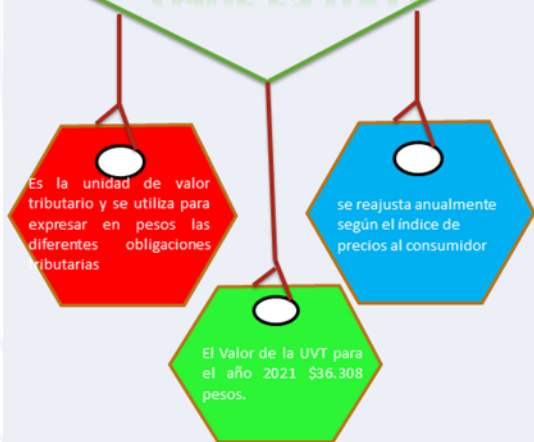 Es la unidad de valor
tributario y se utiliza para
expresar en pesos las
diferentes obligaciones
tributarias
se reajusta anualmente
según el índice de
precios al consumidor
El Valor de la UVT para
el año 2021 $36.308
pesos.